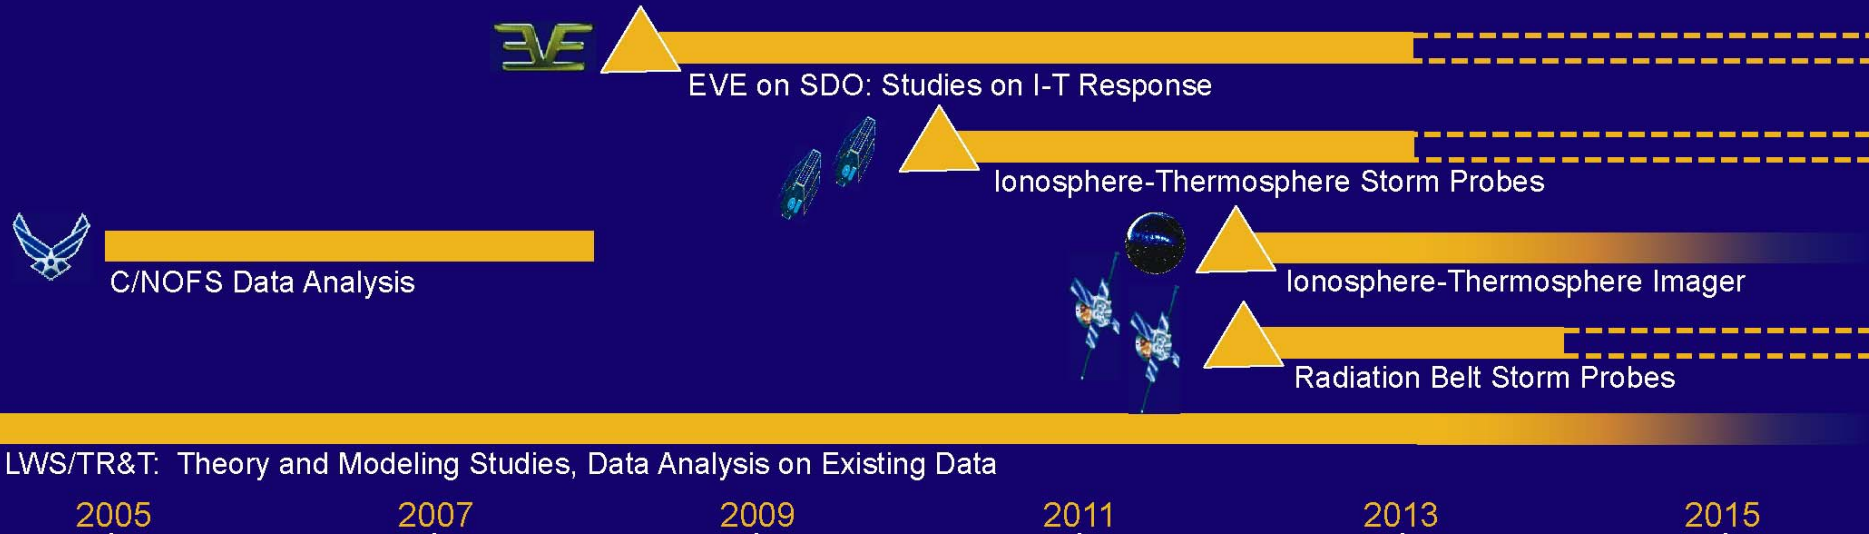 EVE
EVE on SDO: Studies on I-T Response
Ionosphere-Thermosphere Storm Probes
C/NOFS Data Analysis
Ionosphere-Thermosphere Imager
Radiation Belt Storm Probes
LWS/TR&T: Theory and Modeling Studies, Data Analysis on Existing Data
2005 2007 2009 2011 2013 2015